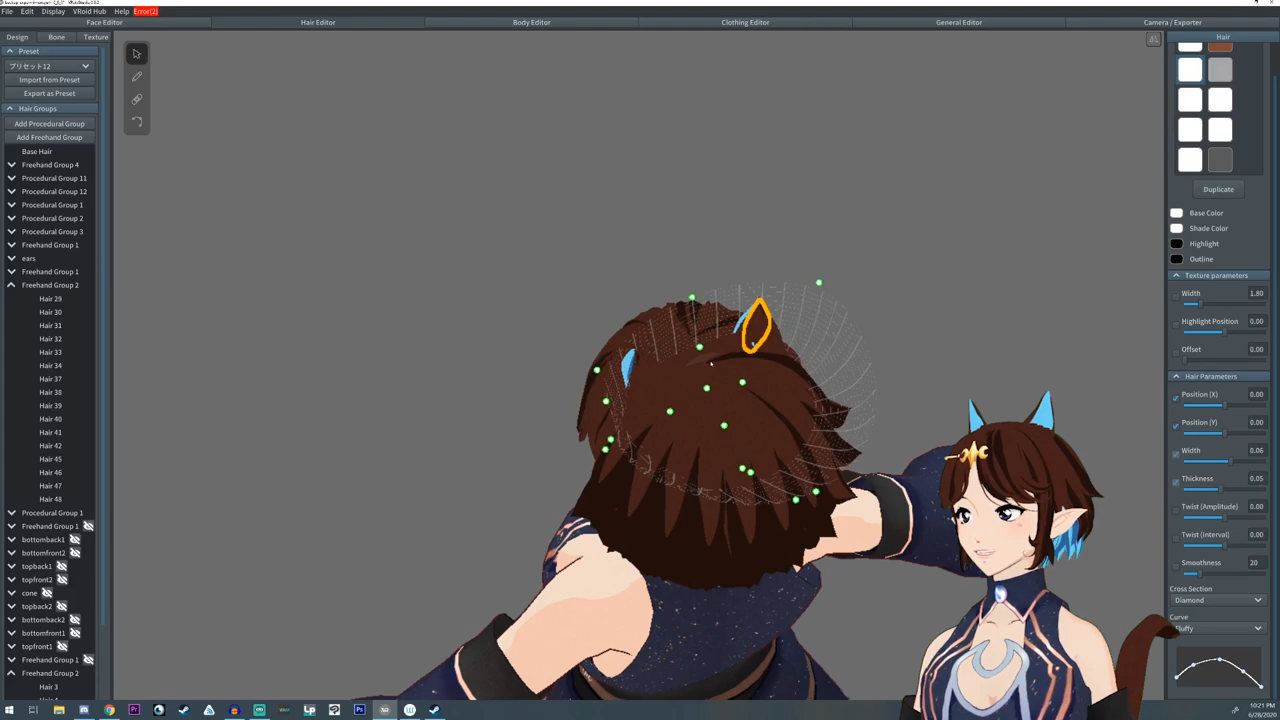 File Edit Display VRoid Hub Help Error(2)
Face Editor Hair Editor Body Editor Clothing Editor General Editor Camera / Exporter
Design Bone Texture
Preset
プリセット12
Import from Preset
Export as Preset
Hair Groups
Add Procedural Group
Add Freehand Group
Base Hair
Freehand Group 4
Procedural Group 11
Procedural Group 12
Procedural Group 1
Procedural Group 2
Procedural Group 3
Freehand Group 1
ears
Freehand Group 1
Freehand Group 2
Hair 29
Hair 30
Hair 31
Hair 32
Hair 33
Hair 34
Hair 37
Hair 38
Hair 39
Hair 40
Hair 41
Hair 42
Hair 45
Hair 46
Hair 47
Hair 48
Procedural Group 1
Freehand Group 1
bottomback1
bottomfront2
topback1
topfront2
cone
topback2
bottomback2
bottomfront1
topfront1
Freehand Group 1
Freehand Group 2
Hair 3
Hair
Duplicate
Base Color
Shade Color
Highlight
Outline
Texture parameters
Width 1.80
Highlight Position 0.00
Offset 0.00
Hair Parameters
Position (X) 0.00
Position (Y) 0.00
Width 0.06
Thickness 0.05
Twist (Amplitude) 0.00
Twist (Interval) 0.00
Smoothness 20
Cross Section
Diamond
Curve
Fluffy
10:21 PM
6/28/2020